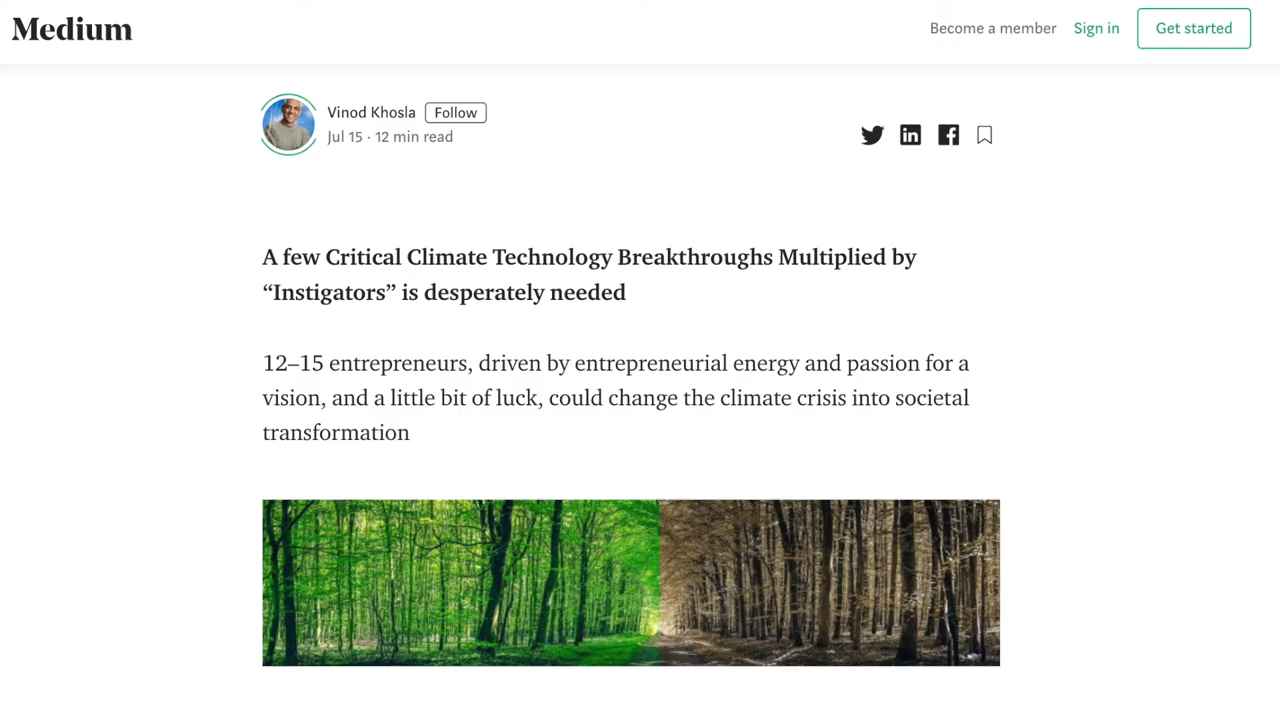 Medium
Become a member Sign in Get started
Vinod Khosla Follow
Jul 15 · 12 min read
A few Critical Climate Technology Breakthroughs Multiplied by
“Instigators” is desperately needed
12–15 entrepreneurs, driven by entrepreneurial energy and passion for a
vision, and a little bit of luck, could change the climate crisis into societal
transformation